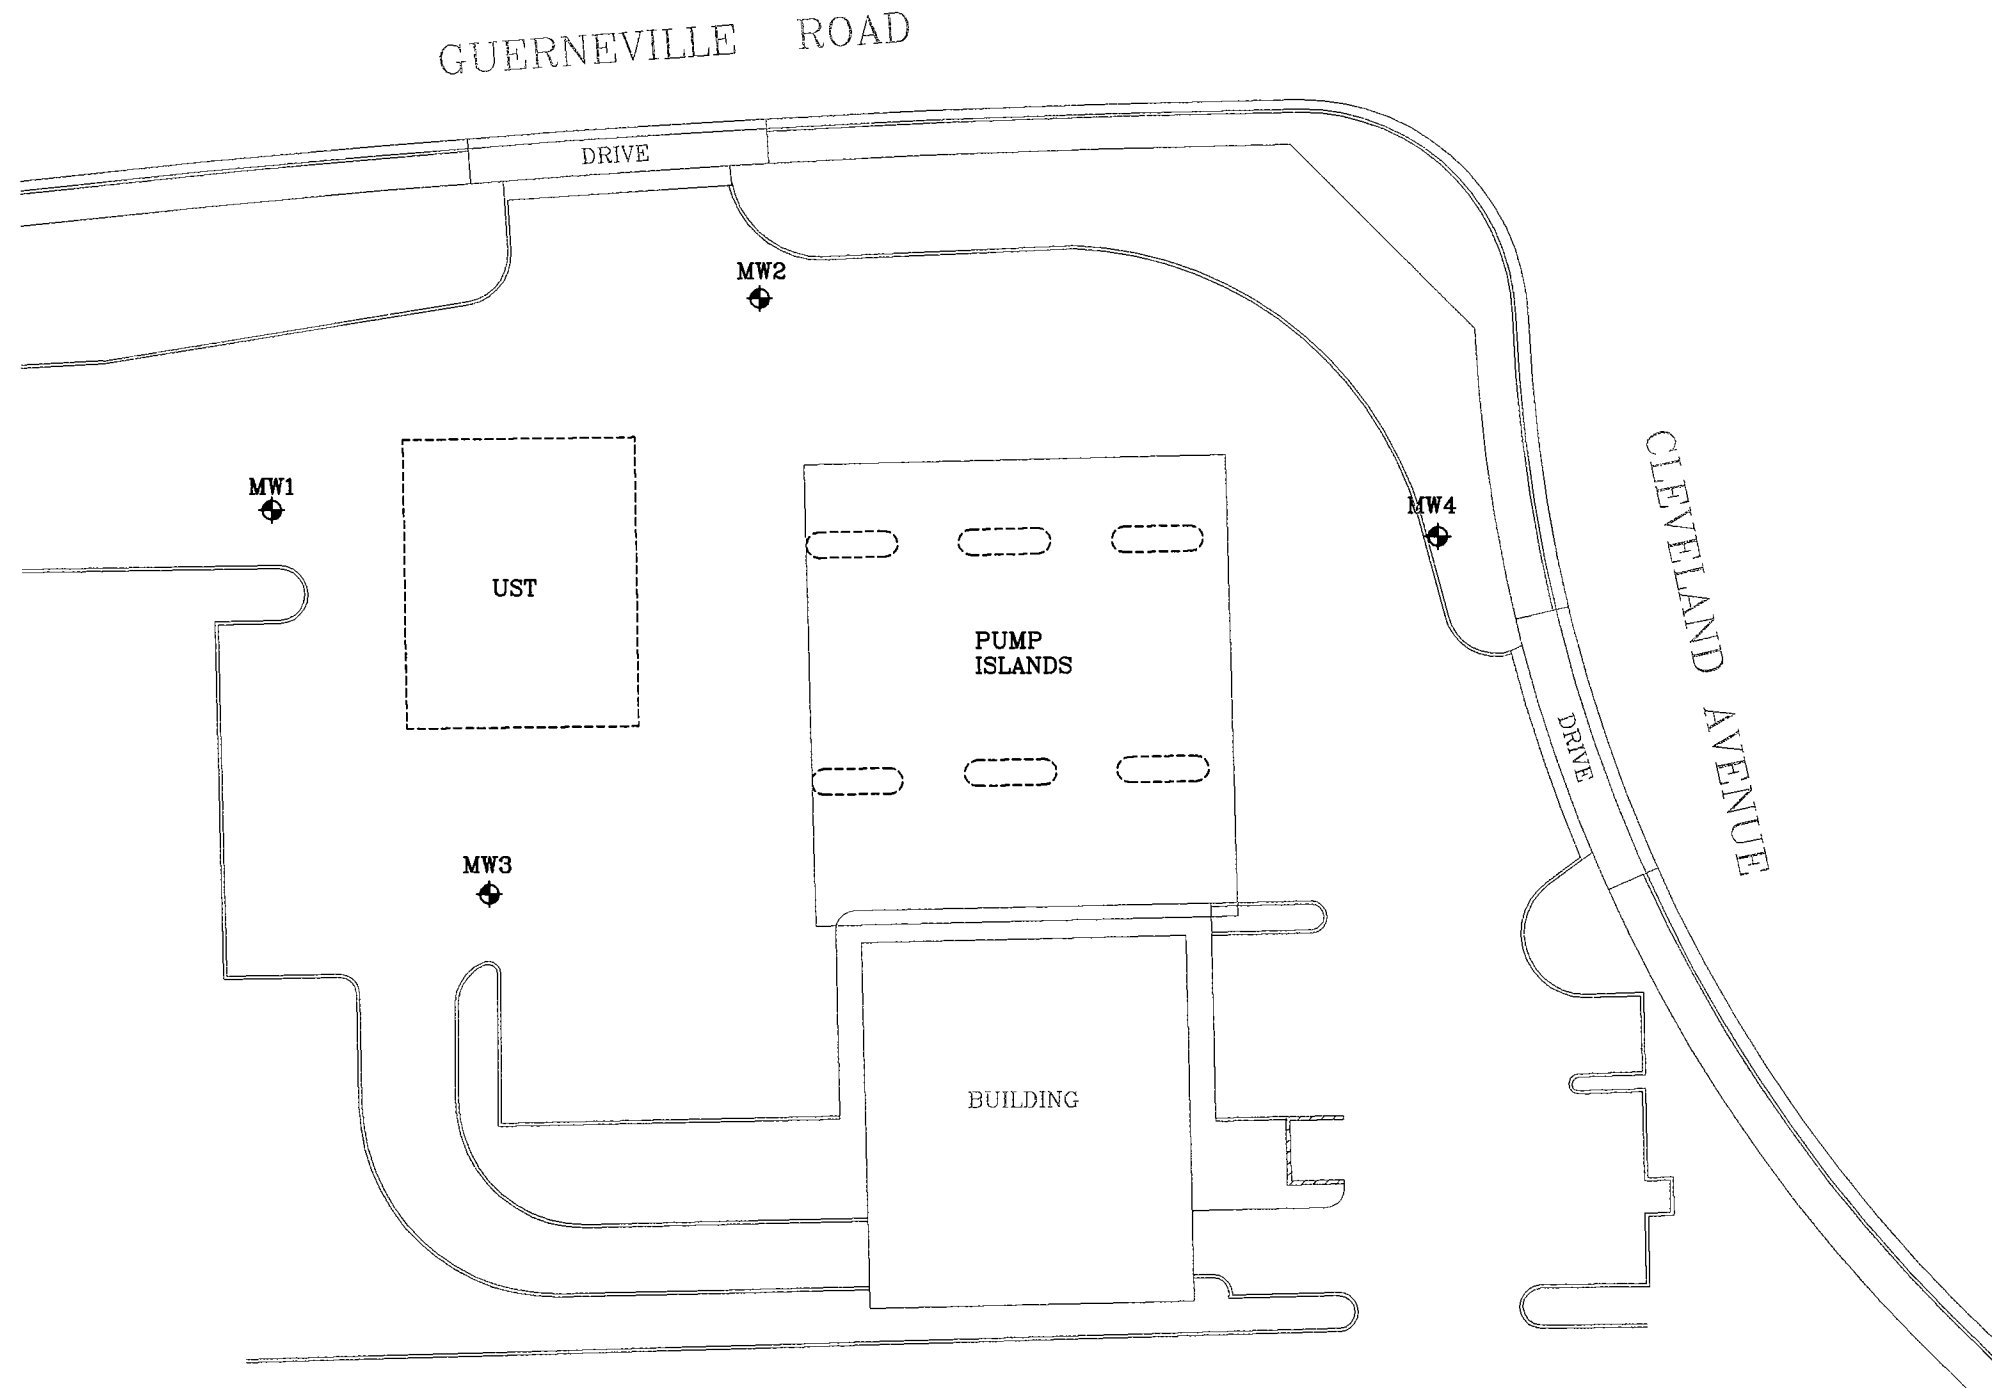 GUERNEVILLE ROAD
DRIVE
MW2
MW1
MW4
CLEVELAND AVENUE
UST
PUMP
ISLANDS
DRIVE
MW3
BUILDING